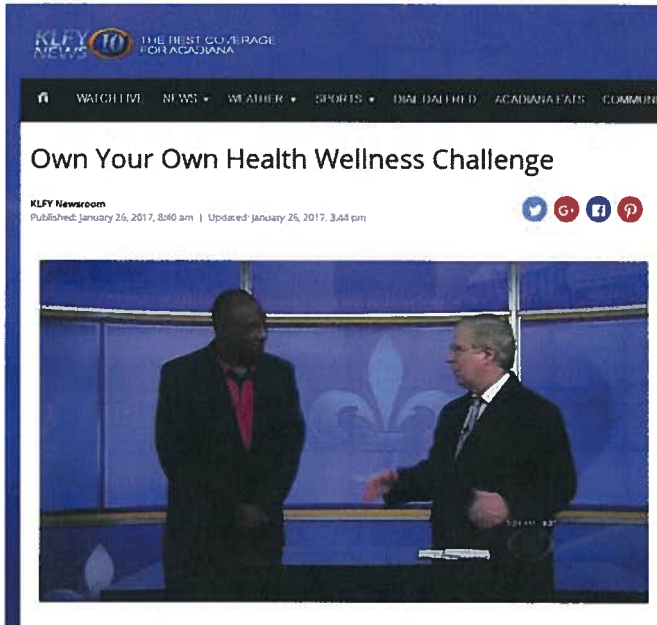 KLFY
NEWS 10
THE BEST COVERAGE
FOR ACADIANA
WATCH LIVE NEWS WEATHER SPORTS DIAL DALFRED ACADIANA EATS COMMUNI
Own Your Own Health Wellness Challenge
KLFY Newsroom
Published: January 26, 2017, 8:40 am | Updated: January 26, 2017, 3:44 pm
G+